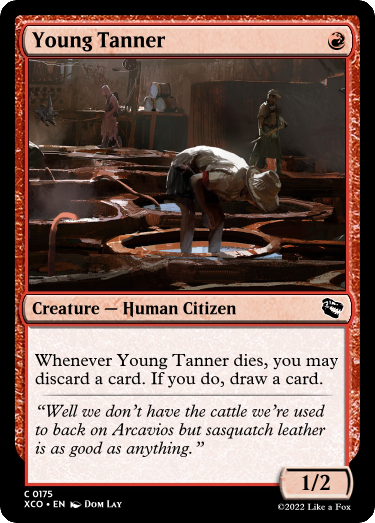 Young Tanner
Creature — Human Citizen
Whenever Young Tanner dies, you may
discard a card. If you do, draw a card.
“Well we don’t have the cattle we’re used
to back on Arcavios but sasquatch leather
is as good as anything.”
1/2
C 0175
XCO • EN Dom Lay
©2022 Like a Fox